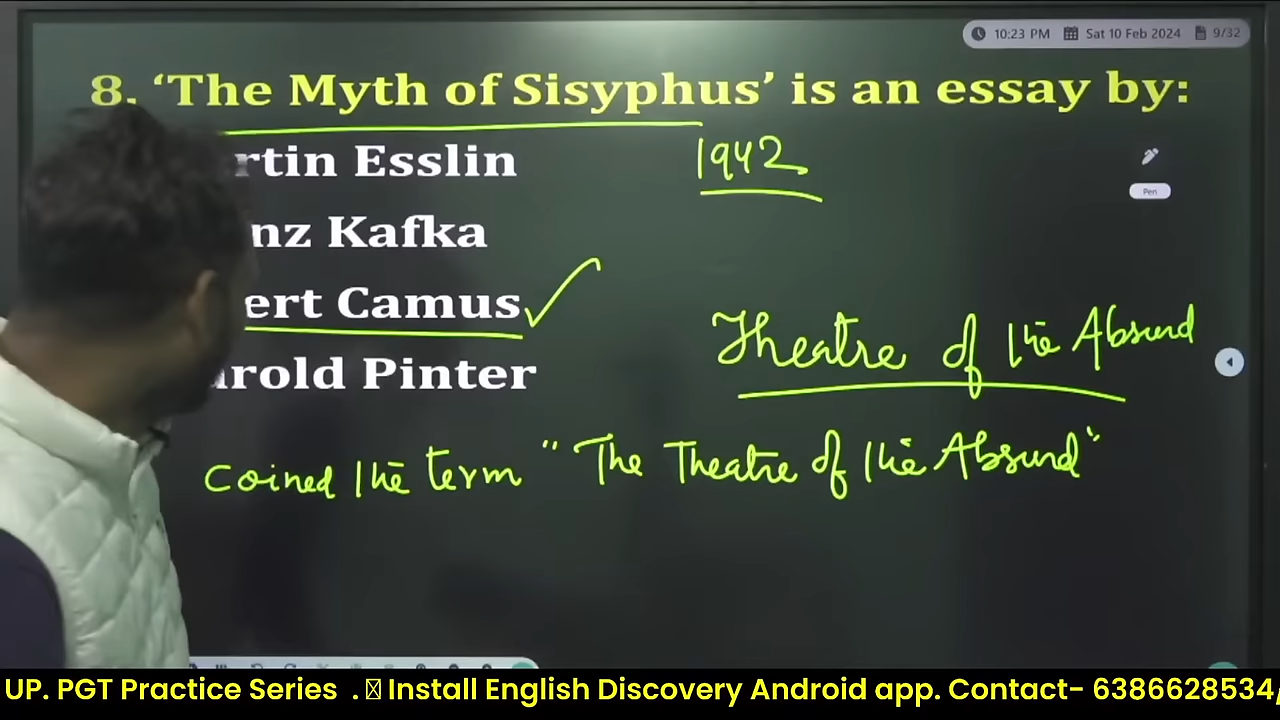 10:23 PM Sat 10 Feb 2024 9/32
8. ‘The Myth of Sisyphus’ is an essay by:
rtin Esslin
1942
Pen
nz Kafka
ert Camus
Theatre of the Absurd
rold Pinter
coined the term "The Theatre of the Absurd"
UP. PGT Practice Series . Install English Discovery Android app. Contact- 6386628534,